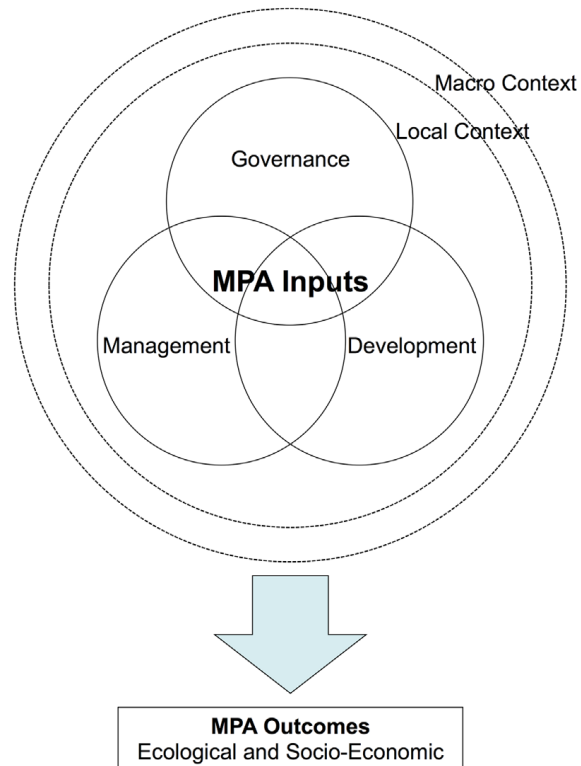 Macro Context
Local Context
Governance
MPA Inputs
Management
Development
MPA Outcomes
Ecological and Socio-Economic